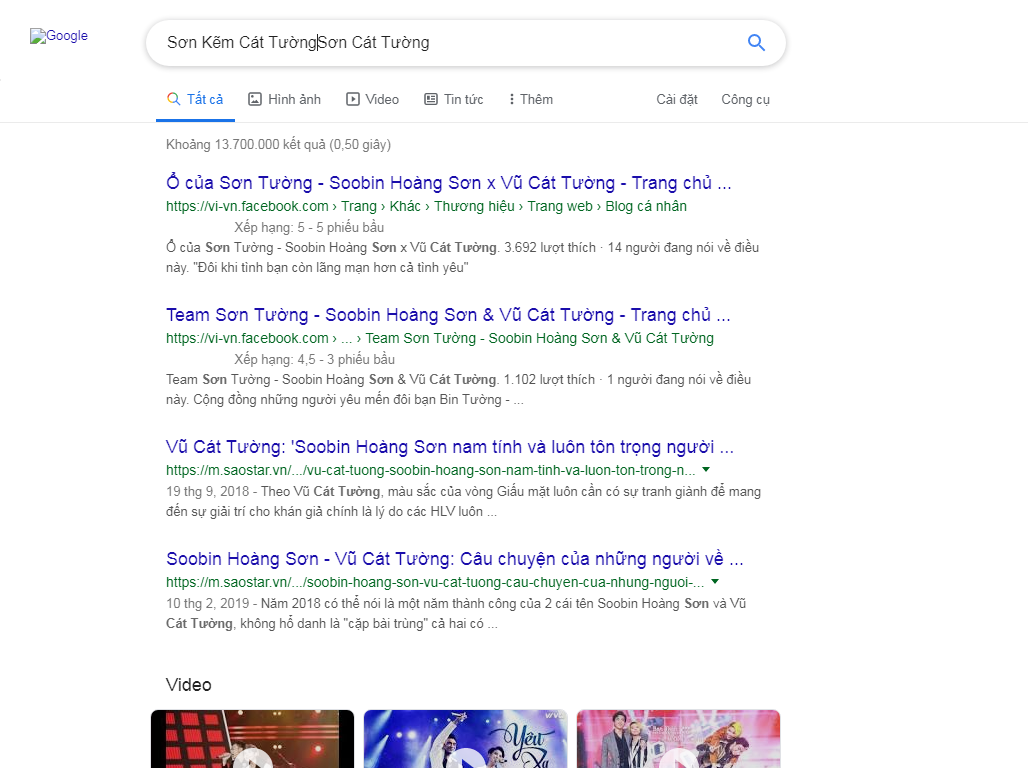 Google
Sơn Kẽm Cát TườngSơn Cát Tường
Tất cả Hình ảnh Video Tin tức Thêm Cài đặt Công cụ
Khoảng 13.700.000 kết quả (0,50 giây)
Ổ của Sơn Tường - Soobin Hoàng Sơn x Vũ Cát Tường - Trang chủ ...
https://vi-vn.facebook.com › Trang › Khác › Thương hiệu › Trang web › Blog cá nhân
Xếp hạng: 5 - 5 phiếu bầu
Ổ của Sơn Tường - Soobin Hoàng Sơn x Vũ Cát Tường. 3.692 lượt thích · 14 người đang nói về điều
này. "Đôi khi tình bạn còn lãng mạn hơn cả tình yêu"
Team Sơn Tường - Soobin Hoàng Sơn & Vũ Cát Tường - Trang chủ ...
https://vi-vn.facebook.com › ... › Team Sơn Tường - Soobin Hoàng Sơn & Vũ Cát Tường
Xếp hạng: 4,5 - 3 phiếu bầu
Team Sơn Tường - Soobin Hoàng Sơn & Vũ Cát Tường. 1.102 lượt thích · 1 người đang nói về điều
này. Cộng đồng những người yêu mến đôi bạn Bin Tường - ...
Vũ Cát Tường: 'Soobin Hoàng Sơn nam tính và luôn tôn trọng người ...
https://m.saostar.vn/.../vu-cat-tuong-soobin-hoang-son-nam-tinh-va-luon-ton-trong-n...
19 thg 9, 2018 - Theo Vũ Cát Tường, màu sắc của vòng Giấu mặt luôn cần có sự tranh giành để mang
đến sự giải trí cho khán giả chính là lý do các HLV luôn ...
Soobin Hoàng Sơn - Vũ Cát Tường: Câu chuyện của những người về ...
https://m.saostar.vn/.../soobin-hoang-son-vu-cat-tuong-cau-chuyen-cua-nhung-nguoi-...
10 thg 2, 2019 - Năm 2018 có thể nói là một năm thành công của 2 cái tên Soobin Hoàng Sơn và Vũ
Cát Tường, không hổ danh là "cặp bài trùng" cả hai có ...
Video
Yêu
Xa